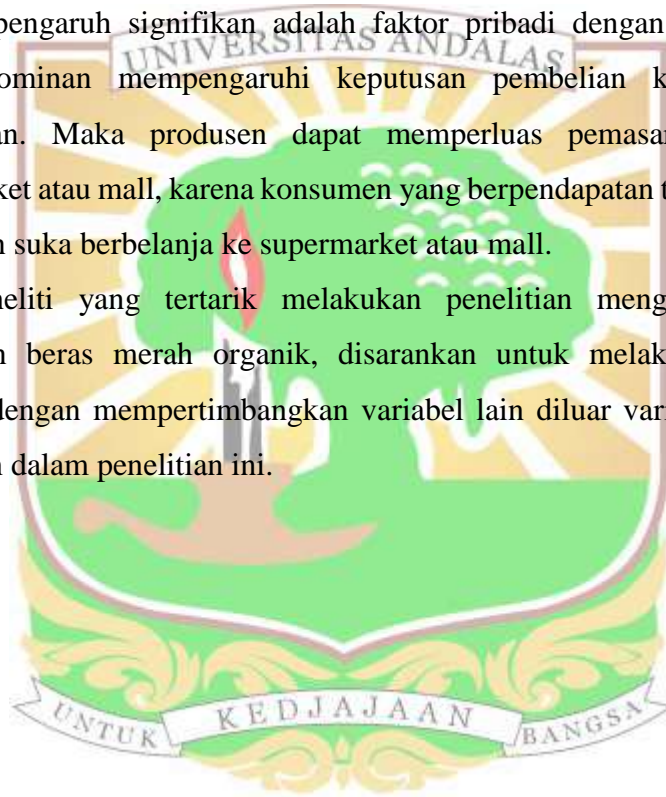 pengaruh signifikan adalah faktor pribadi dengan
UNIVERSITAS ANDALAS
ominan mempengaruhi keputusan pembelian k
an. Maka produsen dapat memperluas pemasar
ket atau mall, karena konsumen yang berpendapatan t
n suka berbelanja ke supermarket atau mall.
neliti yang tertarik melakukan penelitian meng
n beras merah organik, disarankan untuk melak
dengan mempertimbangkan variabel lain diluar vari
n dalam penelitian ini.
UNTUK KEDJAJAAN BANGSA